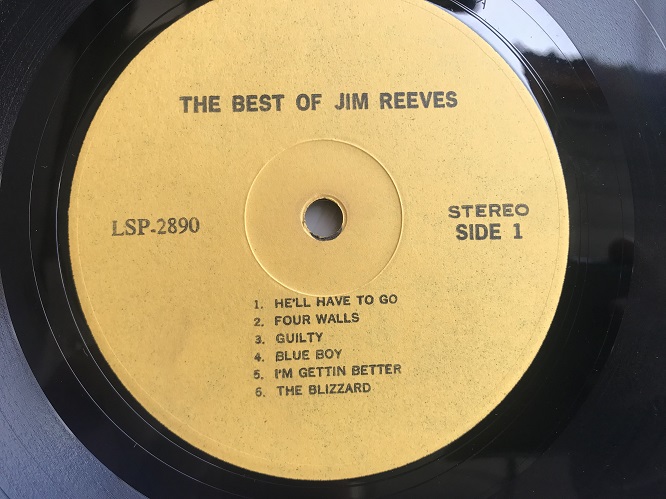 THE BEST OF JIM REEVES
LSP-2890
STEREO
SIDE 1
1. HE'LL HAVE TO GO
2. FOUR WALLS
3. GUILTY
4. BLUE BOY
5. I'M GETTIN BETTER
6. THE BLIZZARD